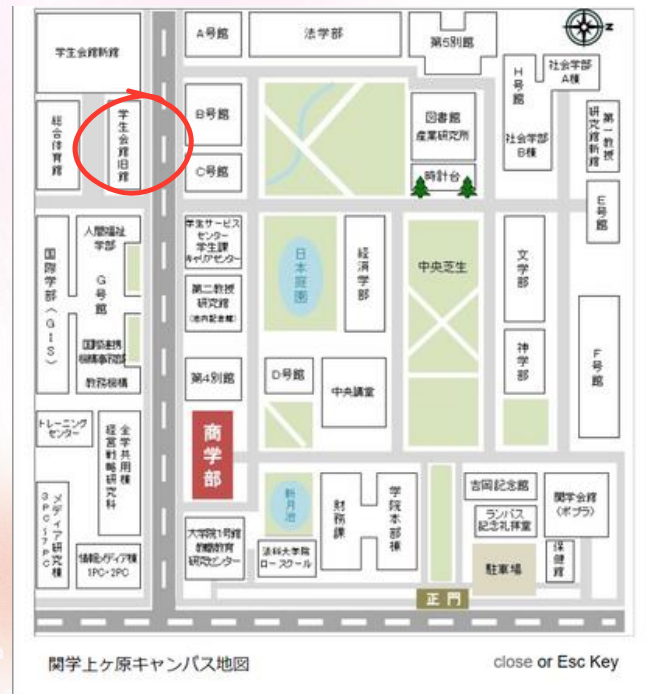 学生会館新館
A号館
法学部
第5別館
N
H号館
社会学部
A棟
総合体育館
学生会館旧館
B号館
C号館
図書館
産業研究所
時計台
社会学部
B棟
第一教授
研究館新館
E号館
国際学部(GIS)
人間福祉
学部
G号館
国際連携
機構事務部
教務機構
学生サービス
センター
学生課
キャリアセンター
第二教授
研究館
(池内記念館)
日本庭園
経済学部
中央芝生
文学部
神学部
F号館
第4別館
D号館
中央講堂
トレーニング
センター
全学共用棟
経営戦略研究科
商学部
メディア研究棟
3PC~7PC
情報メディア棟
1PC・2PC
大学院1号館
教職教育
研究センター
新月池
法科大学院
ロースクール
財務課
学院本部棟
吉岡記念館
ランバス
記念礼拝堂
関学会館
(ポプラ)
保健館
駐車場
正門
関学上ヶ原キャンパス地図
close or Esc Key